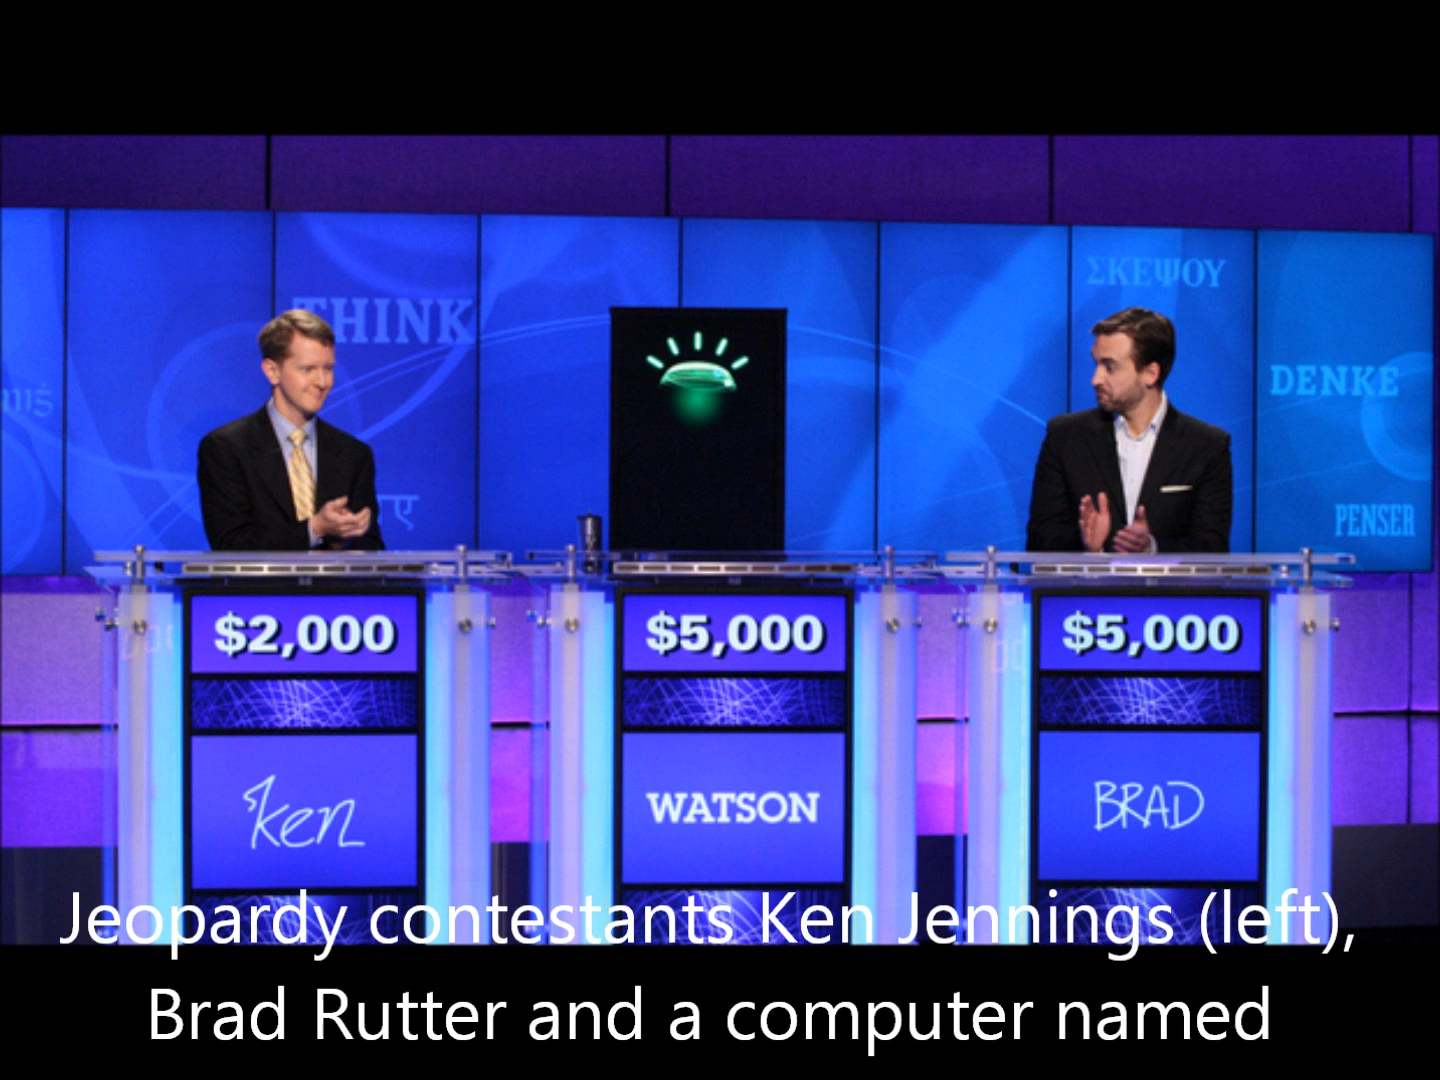 THINK
ΣΚΕΨΟΥ
DENKE
PENSER
$2,000
$5,000
$5,000
ken
WATSON
BRAD
Jeopardy contestants Ken Jennings (left),
Brad Rutter and a computer named